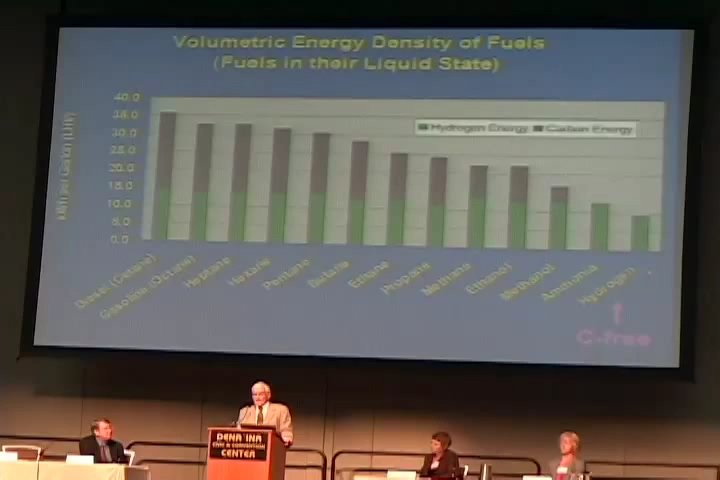 Volumetric Energy Density of Fuels
(Fuels in their Liquid State)
40.0
35.0
30.0
25.0
20.0
15.0
10.0
5.0
0.0
Hydrogen Energy Carbon Energy
Diesel (Cetane)
Gasoline (Octane)
Heptane
Hexane
Pentane
Butane
Ethane
Propane
Methane
Ethanol
Methanol
Ammonia
Hydrogen
C-free
DENA'INA
CIVIC & CONVENTION
CENTER